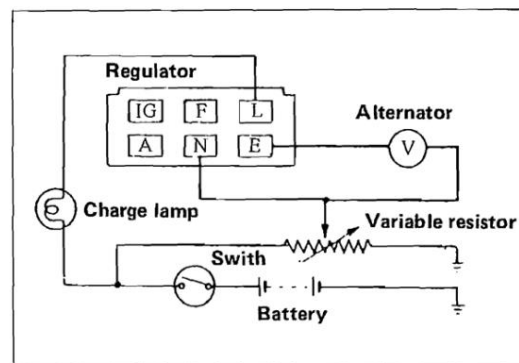 Regulator
IG F L
Alternator
A N E
V
Charge lamp
Variable resistor
Swith
Battery